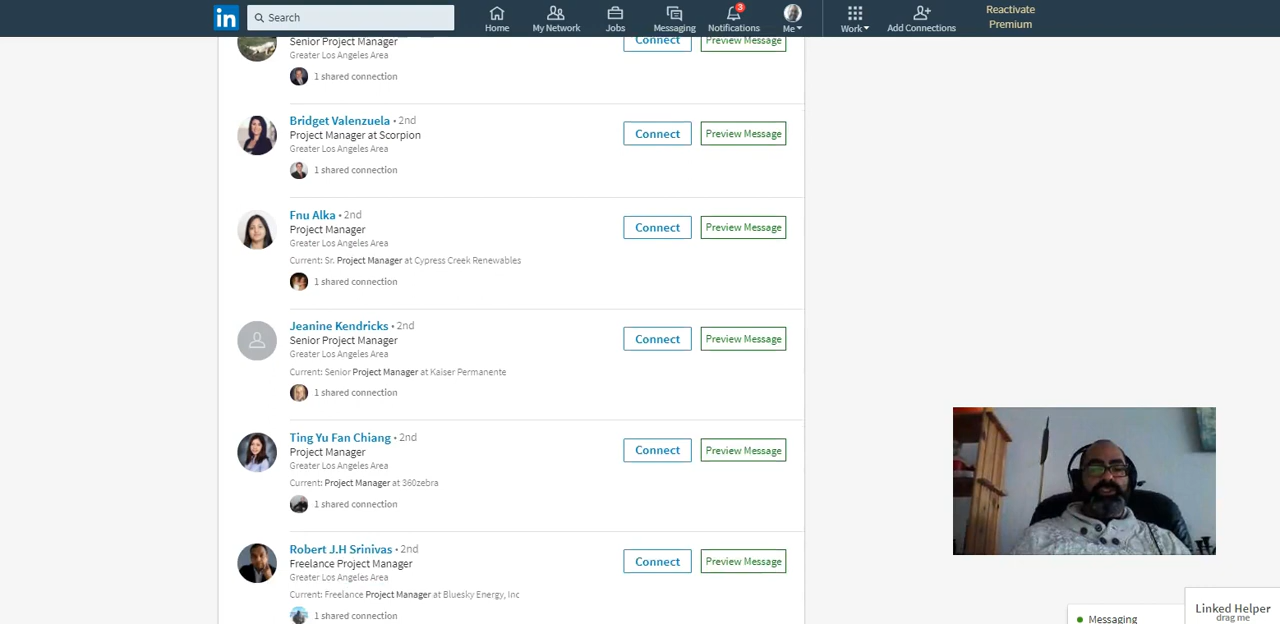 in
Search
Home
My Network
Jobs
Messaging
3
Notifications
Me
Work
Add Connections
Reactivate
Premium
Senior Project Manager
Greater Los Angeles Area
1 shared connection
Connect
Preview Message
Bridget Valenzuela • 2nd
Project Manager at Scorpion
Greater Los Angeles Area
1 shared connection
Connect
Preview Message
Fnu Alka • 2nd
Project Manager
Greater Los Angeles Area
Current: Sr. Project Manager at Cypress Creek Renewables
1 shared connection
Connect
Preview Message
Jeanine Kendricks • 2nd
Senior Project Manager
Greater Los Angeles Area
Current: Senior Project Manager at Kaiser Permanente
1 shared connection
Connect
Preview Message
Ting Yu Fan Chiang • 2nd
Project Manager
Greater Los Angeles Area
Current: Project Manager at 360zebra
1 shared connection
Connect
Preview Message
Robert J.H Srinivas • 2nd
Freelance Project Manager
Greater Los Angeles Area
Current: Freelance Project Manager at Bluesky Energy, Inc
1 shared connection
Connect
Preview Message
Messaging
Linked Helper
drag me